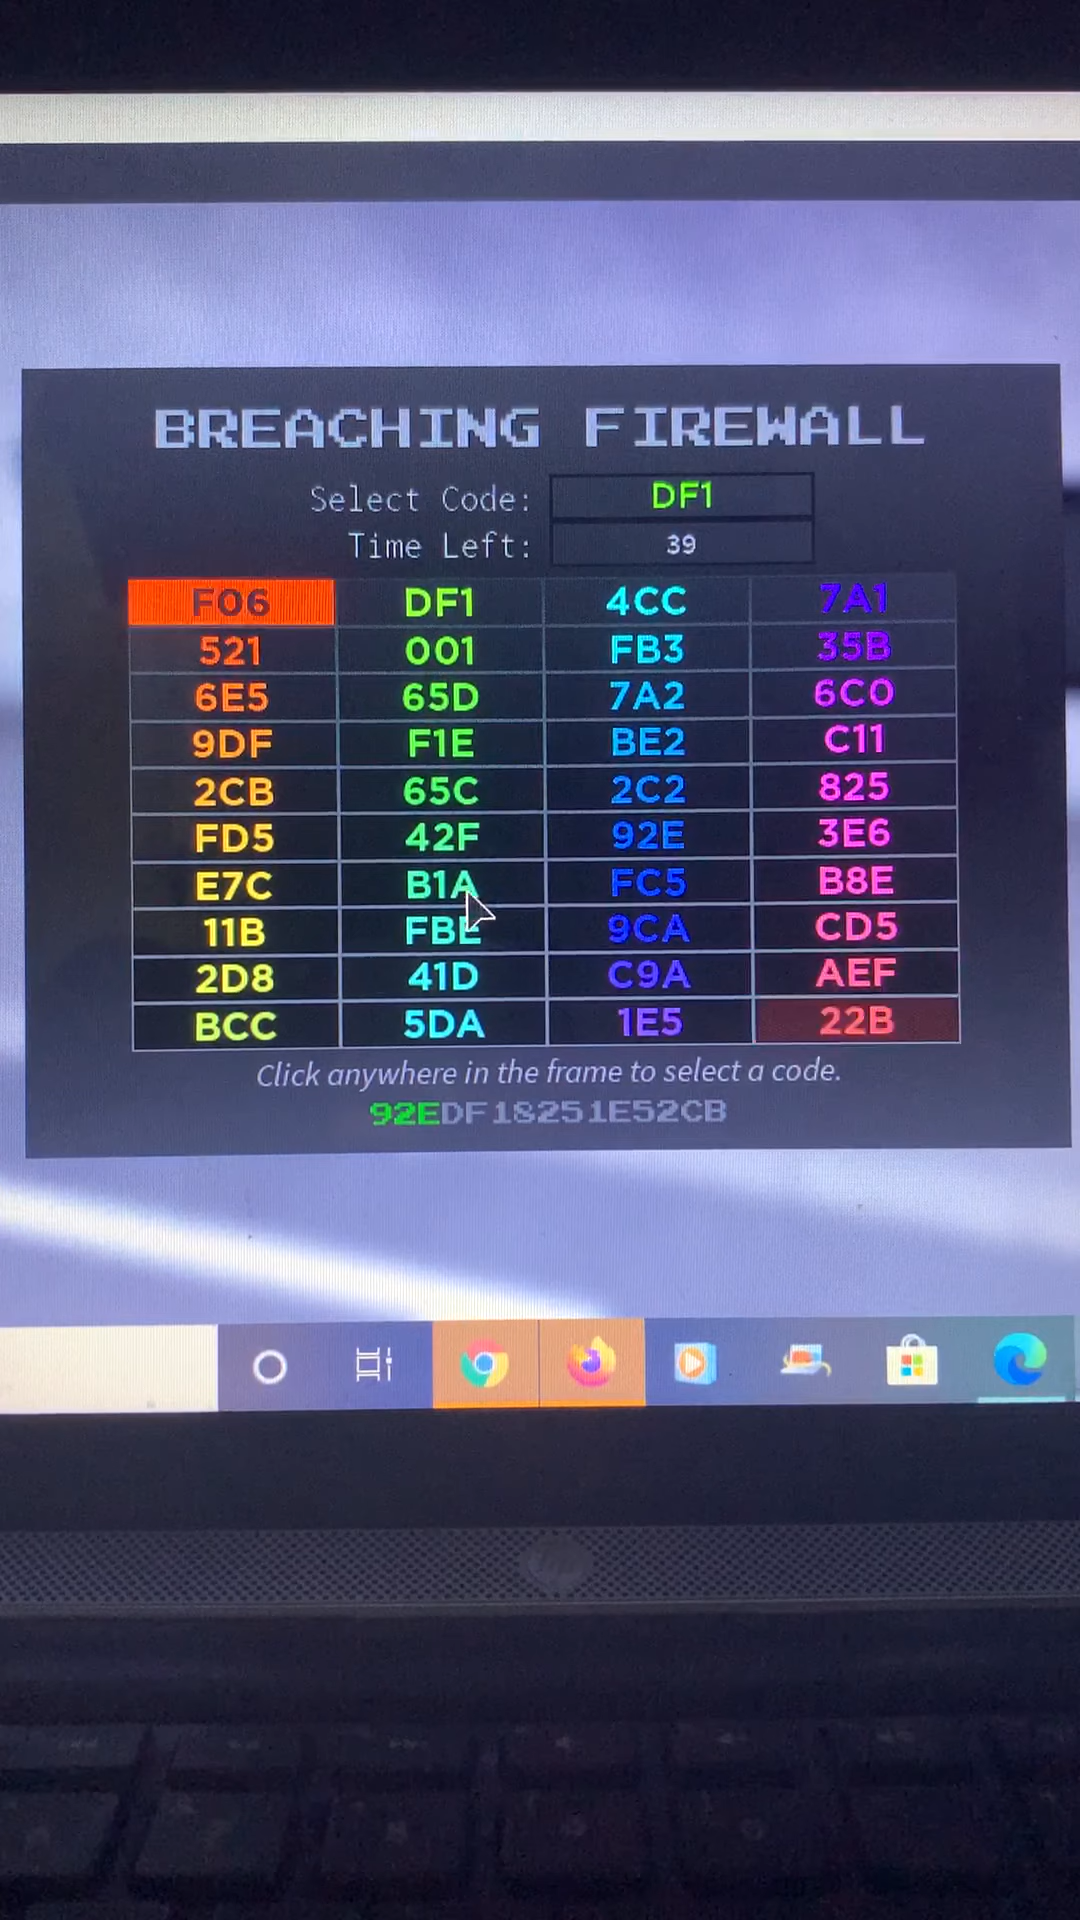 BREACHING FIREWALL
Select Code: DF1
Time Left: 39
F06 DF1 4CC 7A1
521 001 FB3 35B
6E5 65D 7A2 6C0
9DF F1E BE2 C11
2CB 65C 2C2 825
FD5 42F 92E 3E6
E7C B1A FC5 B8E
11B FBE 9CA CD5
2D8 41D C9A AEF
BCC 5DA 1E5 22B
Click anywhere in the frame to select a code.
92EDF18251E52CB
hp